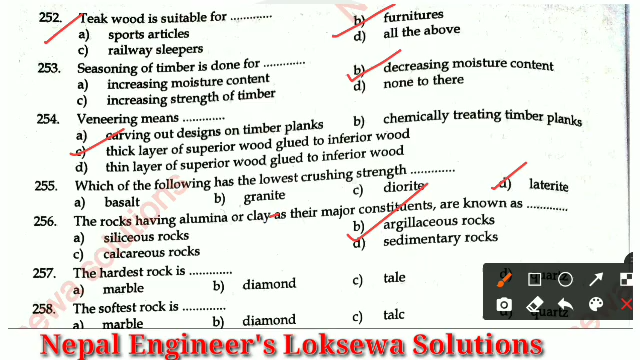 252. Teak wood is suitable for .............
a) sports articles
b) furnitures
c) railway sleepers
d) all the above
253. Seasoning of timber is done for .............
a) increasing moisture content
b) decreasing moisture content
c) increasing strength of timber
d) none to there
254. Veneering means .............
a) carving out designs on timber planks
b) chemically treating timber planks
c) thick layer of superior wood glued to inferior wood
d) thin layer of superior wood glued to inferior wood
255. Which of the following has the lowest crushing strength .............
a) basalt
b) granite
c) diorite
d) laterite
256. The rocks having alumina or clay as their major constituents, are known as .............
a) siliceous rocks
b) argillaceous rocks
c) calcareous rocks
d) sedimentary rocks
257. The hardest rock is .............
a) marble
b) diamond
c) tale
d) quartz
258. The softest rock is .............
a) marble
b) diamond
c) talc
d) quartz
Nepal Engineer's Loksewa Solutions